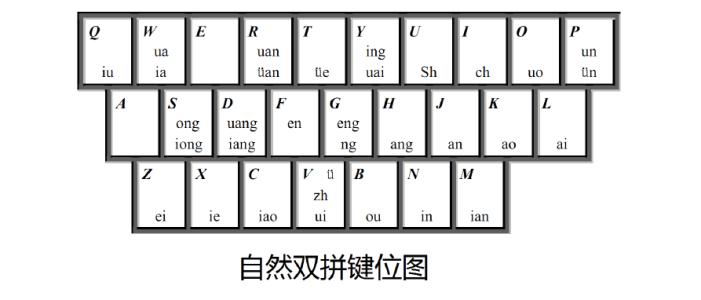 Q W E R T Y U I O P
ua uan ing un
iu ia üan üe uai Sh ch uo ün
A S D F G H J K L
ong uang en eng
iong iang ng ang an ao ai
Z X C V ü B N M
zh
ei ie iao ui ou in ian
自然双拼键位图